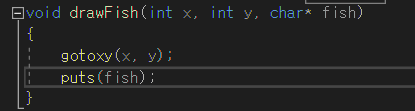 void drawFish(int x, int y, char* fish)
{
gotoxy(x, y);
puts(fish);
}